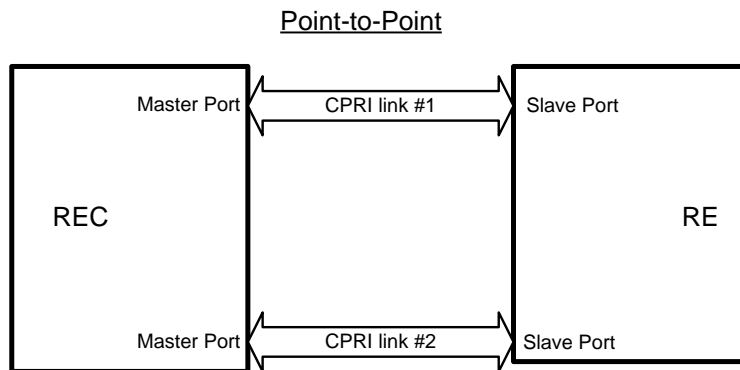 Point-to-Point
Master Port CPRI link #1 Slave Port
REC RE
Master Port CPRI link #2 Slave Port